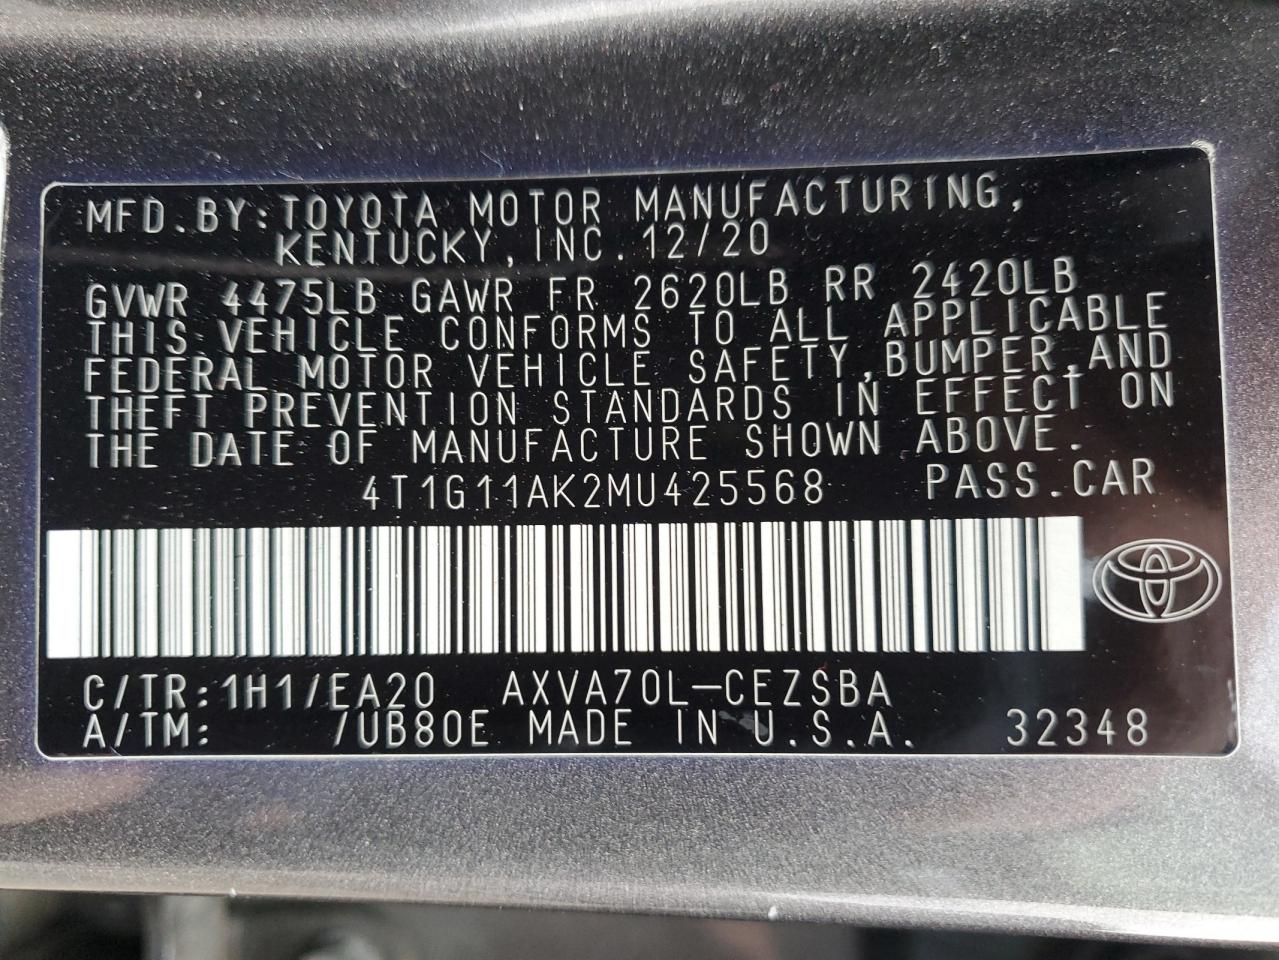 MFD.BY:TOYOTA MOTOR MANUFACTURING,
KENTUCKY,INC.12/20
GVWR 4475LB GAWR FR 2620LB RR 2420LB
THIS VEHICLE CONFORMS TO ALL APPLICABLE
FEDERAL MOTOR VEHICLE SAFETY,BUMPER,AND
THEFT PREVENTION STANDARDS IN EFFECT ON
THE DATE OF MANUFACTURE SHOWN ABOVE.
4T1G11AK2MU425568 PASS.CAR
C/TR:1H1/EA20 AXVA70L-CEZSBA
A/TM: /UB80E MADE IN U.S.A. 32348